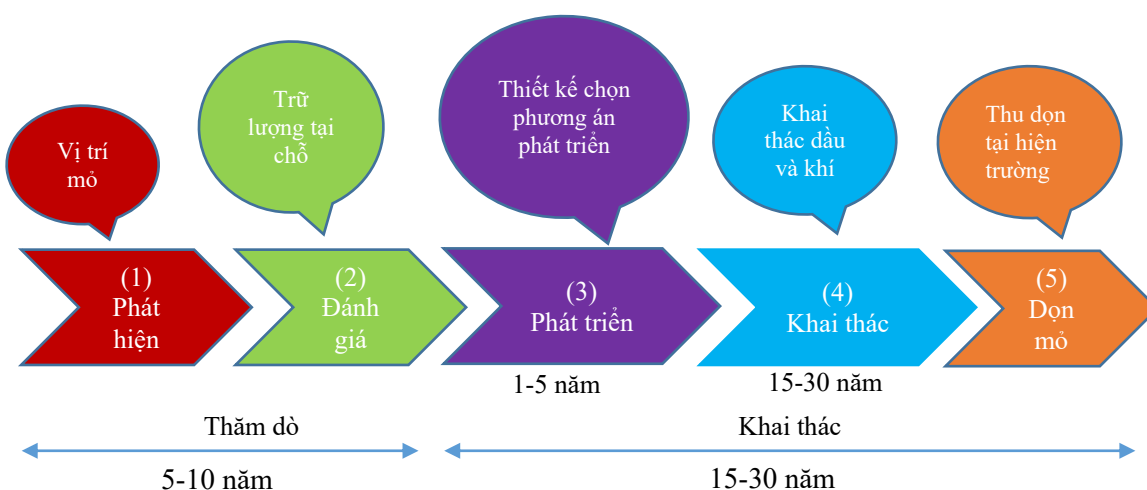 Vị trí
mỏ
Trữ
lượng tại
chỗ
Thiết kế chọn
phương án
phát triển
Khai
thác dầu
và khí
Thu dọn
tại hiện
trường
(1)
Phát
hiện
(2)
Đánh
giá
(3)
Phát triển
(4)
Khai thác
(5)
Dọn
mỏ
1-5 năm
15-30 năm
Thăm dò
Khai thác
5-10 năm
15-30 năm